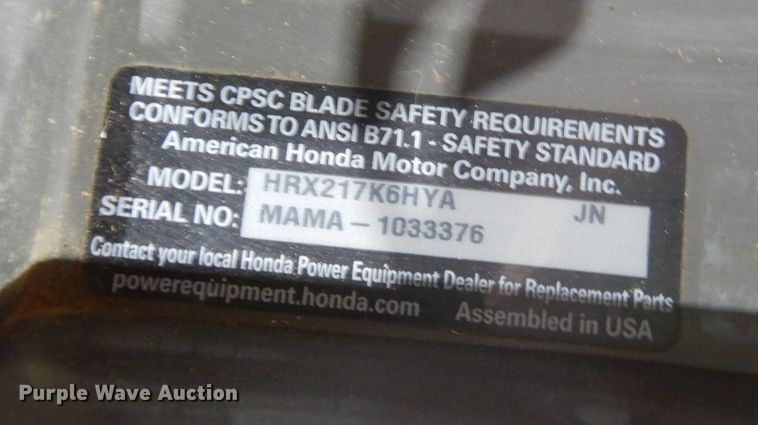 MEETS CPSC BLADE SAFETY REQUIREMENTS
CONFORMS TO ANSI B71.1 - SAFETY STANDARD
American Honda Motor Company, Inc.
MODEL: HRX217K6HYA JN
SERIAL NO: MAMA – 1033376
Contact your local Honda Power Equipment Dealer for Replacement Parts
powerequipment.honda.com Assembled in USA
Purple Wave Auction